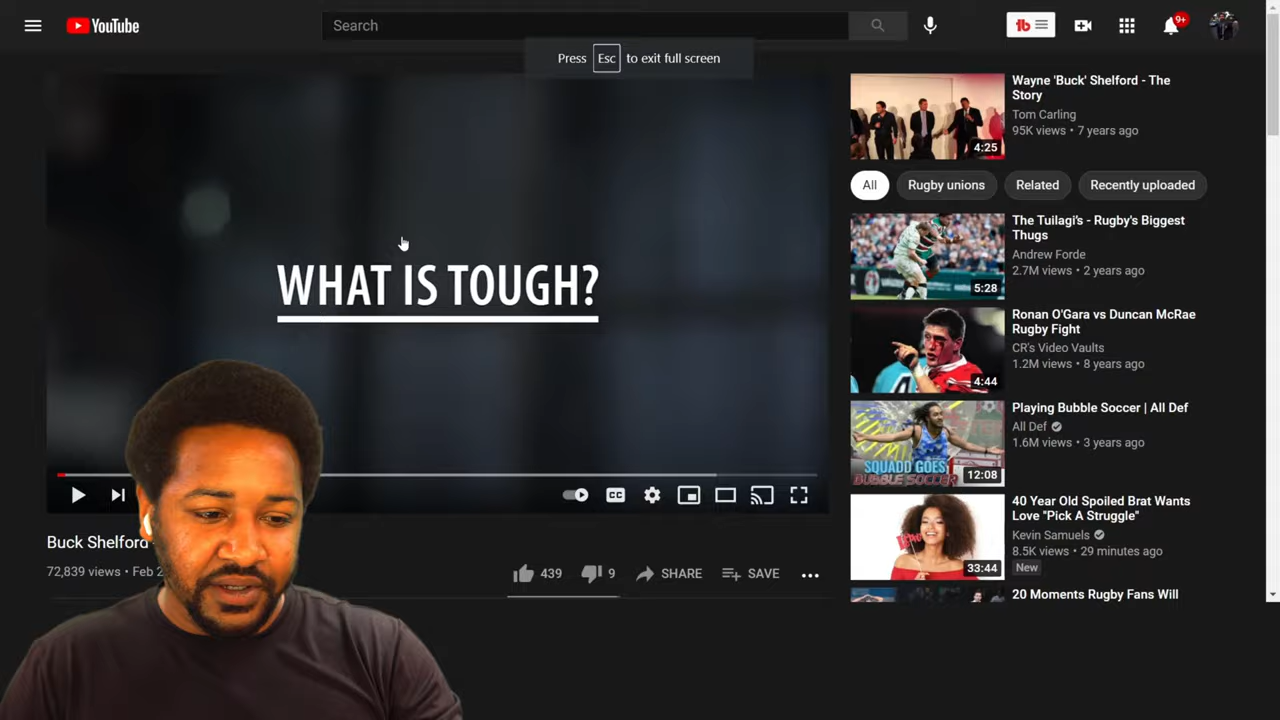 YouTube
Search
9+
Press Esc to exit full screen
WHAT IS TOUGH?
CC
Buck Shelford
72,839 views • Feb 2
439
9
SHARE
SAVE
Wayne 'Buck' Shelford - The
Story
Tom Carling
95K views • 7 years ago
4:25
All
Rugby unions
Related
Recently uploaded
The Tuilagi's - Rugby's Biggest
Thugs
Andrew Forde
2.7M views • 2 years ago
5:28
Ronan O'Gara vs Duncan McRae
Rugby Fight
CR's Video Vaults
1.2M views • 8 years ago
4:44
Playing Bubble Soccer | All Def
All Def
1.6M views • 3 years ago
SQUADD GOES
BUBBLE SOCCER
12:08
40 Year Old Spoiled Brat Wants
Love "Pick A Struggle"
Kevin Samuels
8.5K views • 29 minutes ago
New
33:44
20 Moments Rugby Fans Will